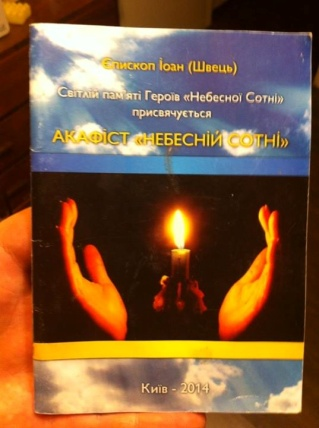 Єпископ Іоан (Швець)
Світлій пам'яті Героїв «Небесної Сотні»
присвячується
АКАФІСТ «НЕБЕСНІЙ СОТНІ»
Київ - 2014